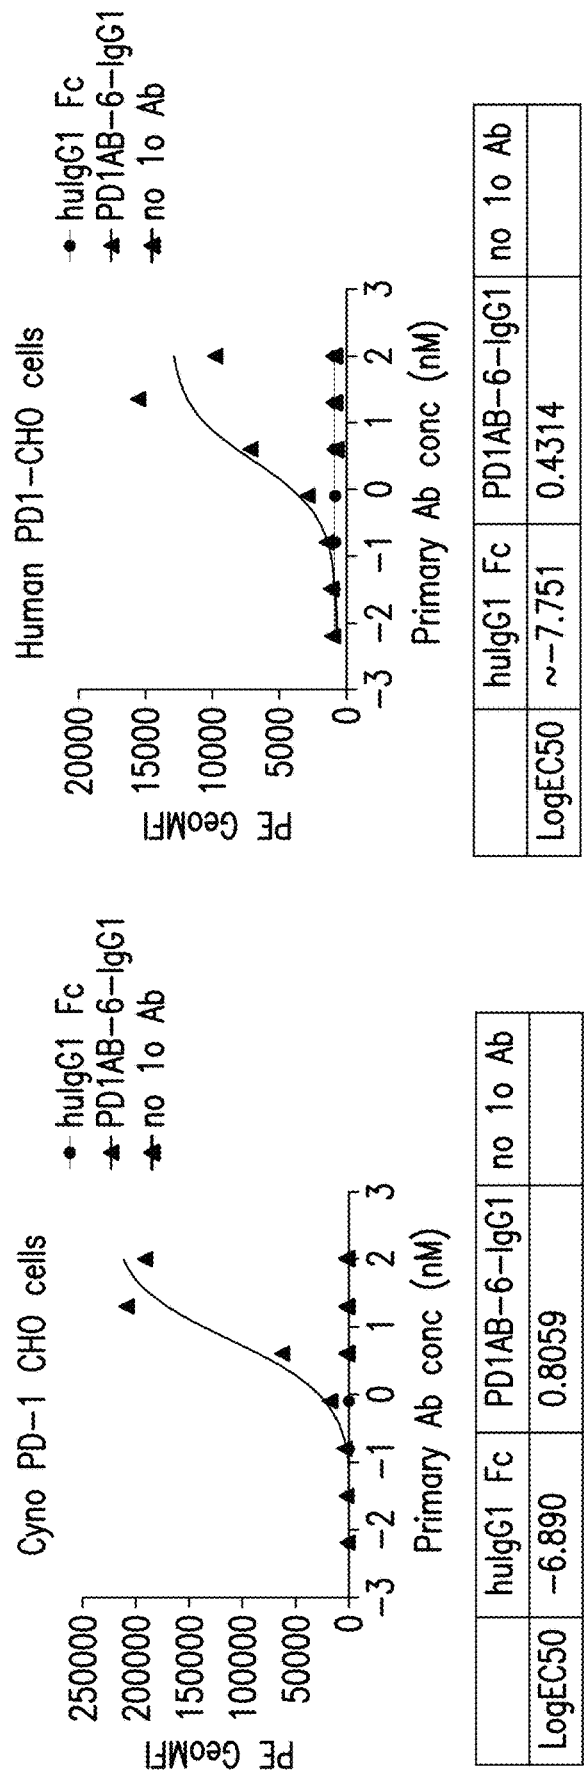 Cyno PD-1 CHO cells
huIgG1 Fc
PD1AB-6-IgG1
no 1o Ab
PE GeoMFI
250000
200000
150000
100000
50000
0
-3 -2 -1 0 1 2 3
Primary Ab conc (nM)
huIgG1 Fc PD1AB-6-IgG1 no 1o Ab
LogEC50 -6.890 0.8059
Human PD1-CHO cells
huIgG1 Fc
PD1AB-6-IgG1
no 1o Ab
PE GeoMFI
20000
15000
10000
5000
0
-3 -2 -1 0 1 2 3
Primary Ab conc (nM)
huIgG1 Fc PD1AB-6-IgG1 no 1o Ab
LogEC50 ~-7.751 0.4314